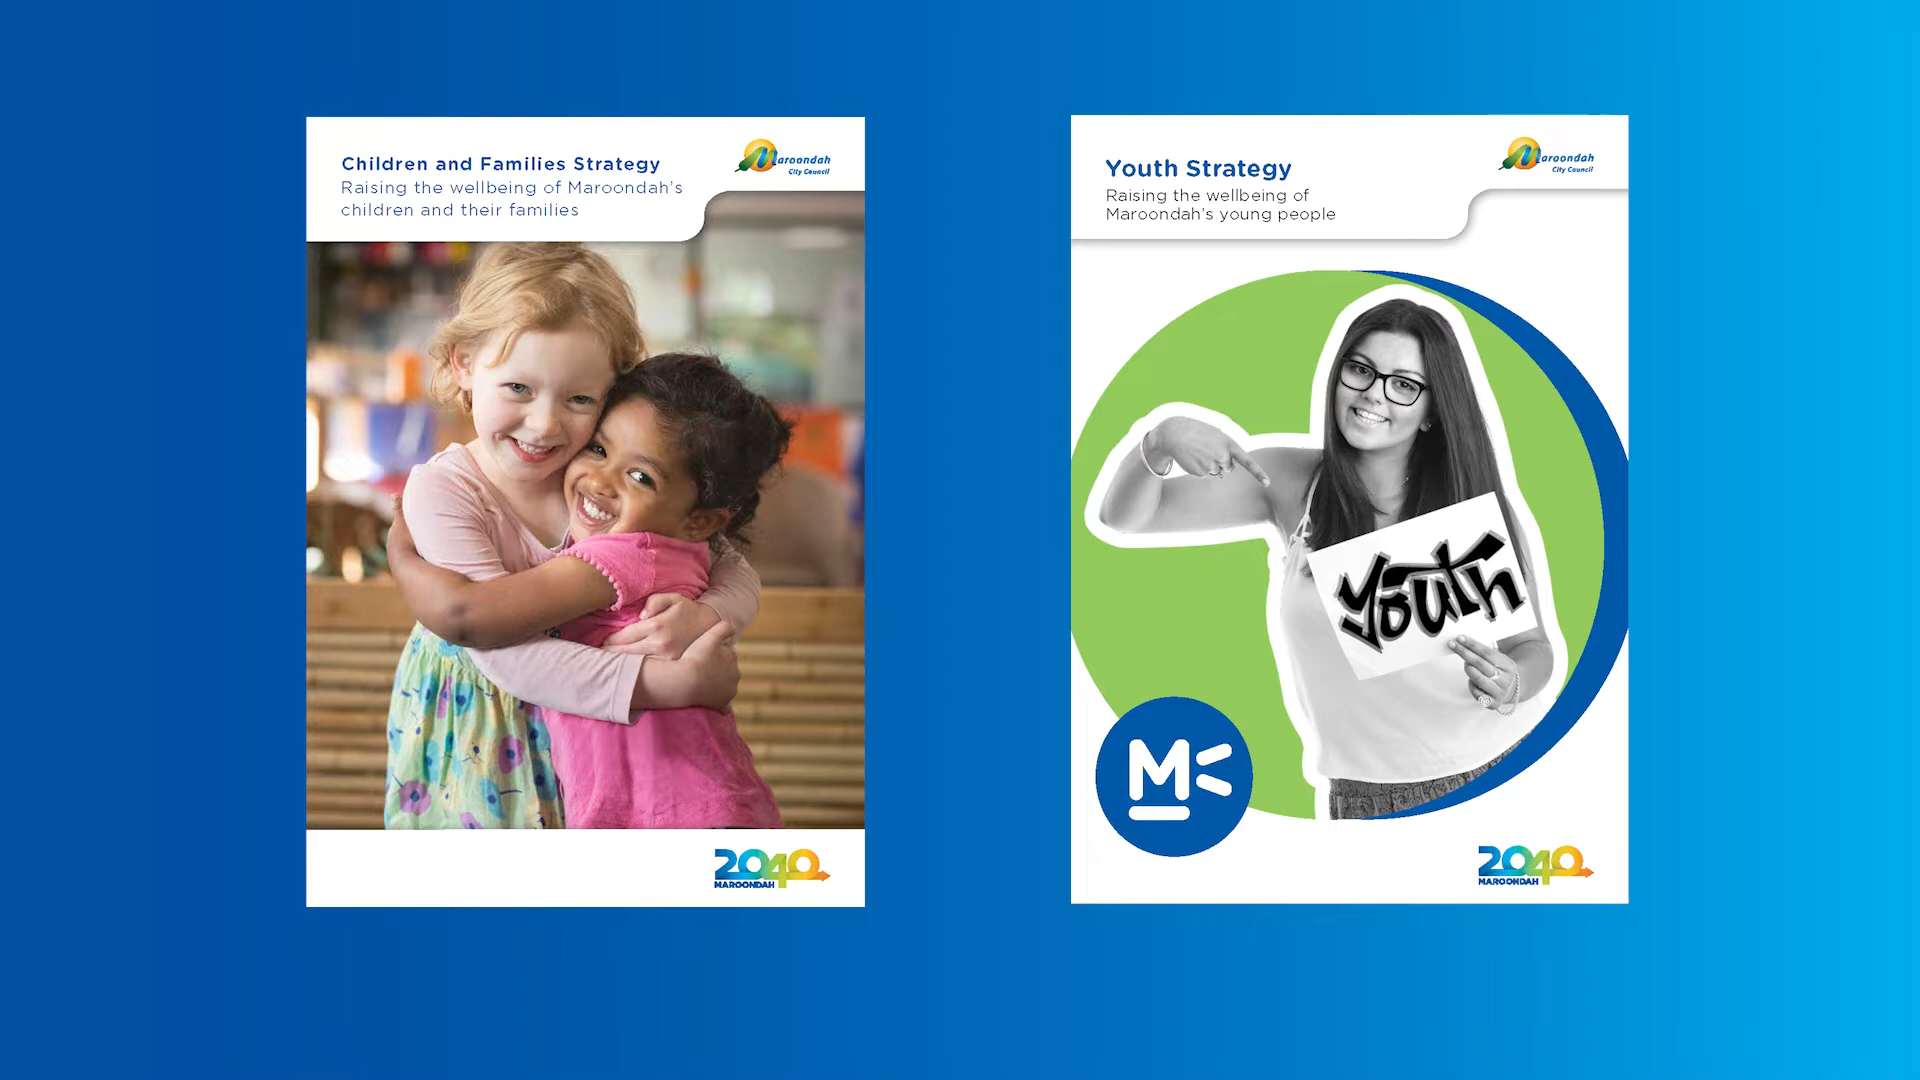 Children and Families Strategy
Raising the wellbeing of Maroondah's
children and their families
Maroondah
City Council
2040
MAROONDAH
Youth Strategy
Raising the wellbeing of
Maroondah's young people
Maroondah
City Council
Youth
M
2040
MAROONDAH